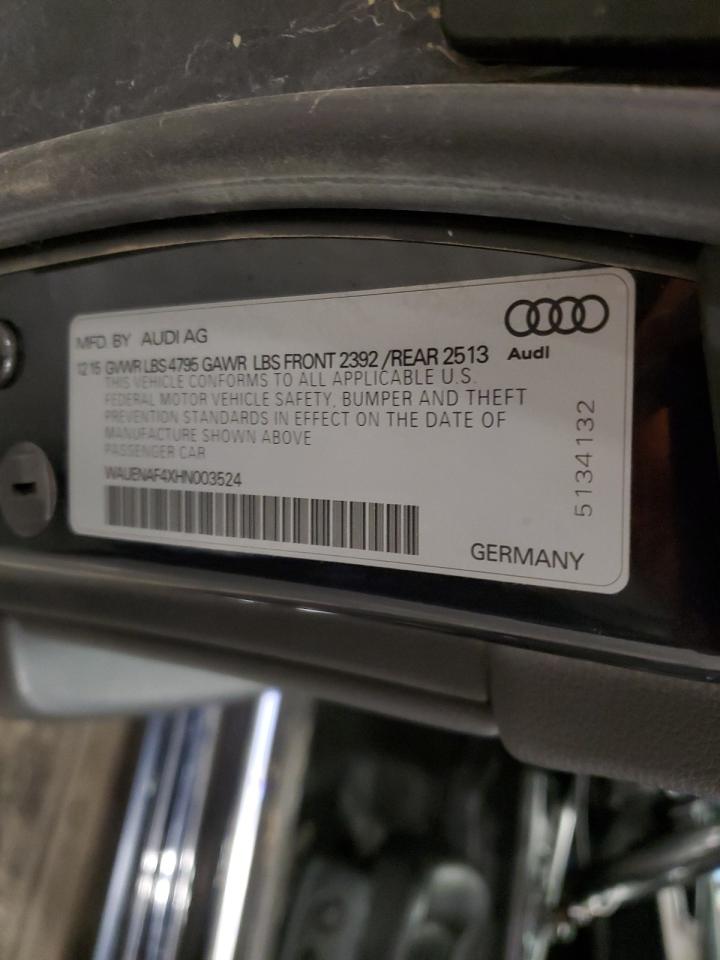 MFD. BY AUDI AG
12 15 GVWR LBS 4795 GAWR LBS FRONT 2392 /REAR 2513
Audi
THIS VEHICLE CONFORMS TO ALL APPLICABLE U.S.
FEDERAL MOTOR VEHICLE SAFETY, BUMPER AND THEFT
PREVENTION STANDARDS IN EFFECT ON THE DATE OF
MANUFACTURE SHOWN ABOVE
PASSENGER CAR
WAUENAF4XHN003524
5134132
GERMANY